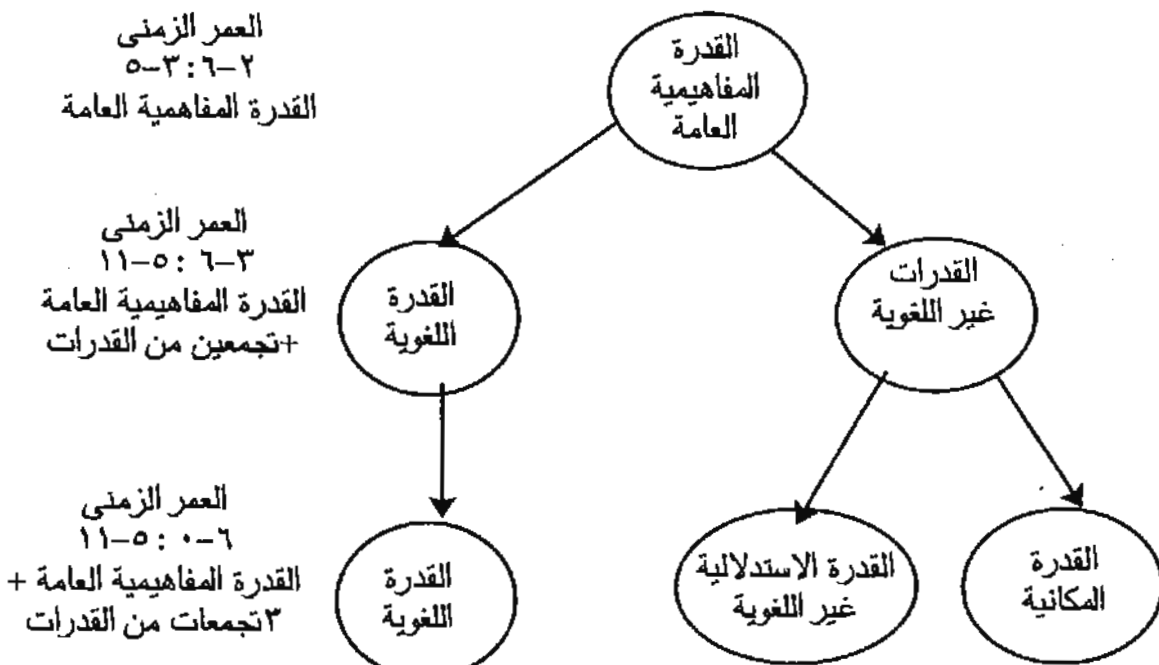 العمر الزمنى
٢-٦ : ٣-٥
القدرة المفاهمية العامة
القدرة
المفاهيمية
العامة
العمر الزمنى
٣-٦ : ٥-١١
القدرة المفاهيمية العامة
+تجمعين من القدرات
القدرة
اللغوية
القدرات
غير اللغوية
العمر الزمنى
٦-٠ : ٥-١١
القدرة المفاهيمية العامة +
٣تجمعات من القدرات
القدرة
اللغوية
القدرة الاستدلالية
غير اللغوية
القدرة
المكانية